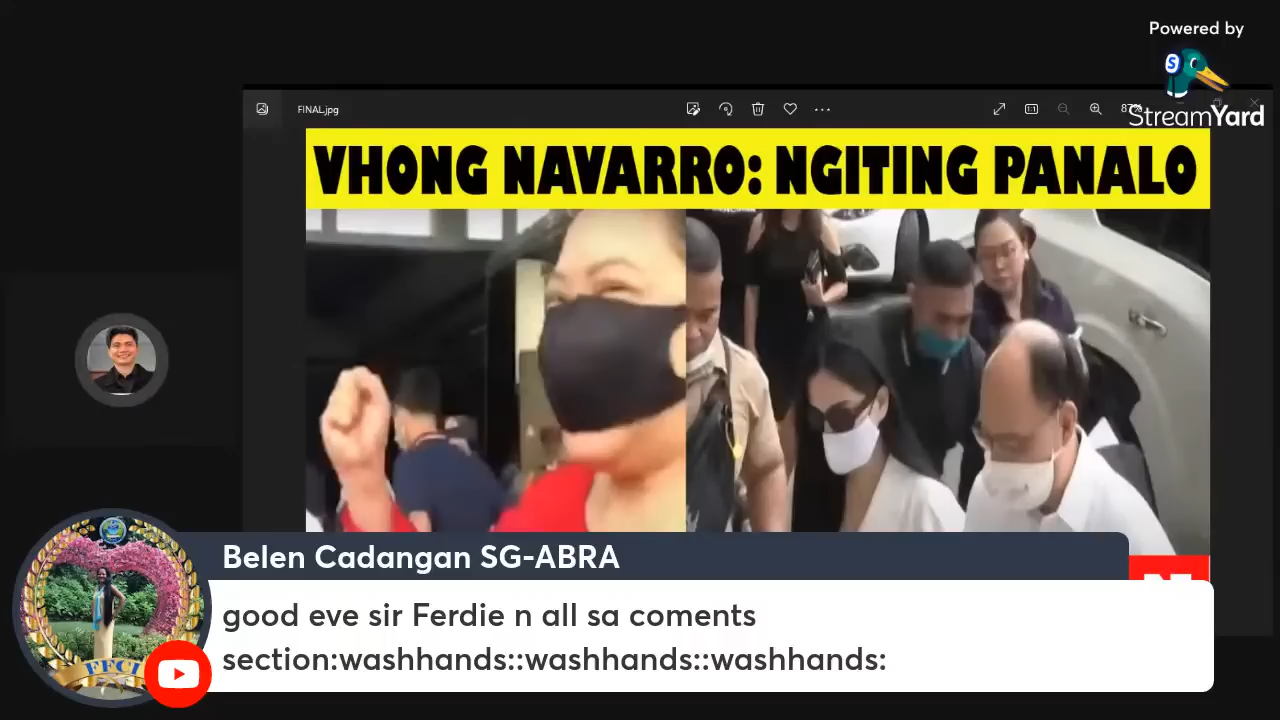 Powered by
S
StreamYard
FINAL.jpg
VHONG NAVARRO: NGITING PANALO
Belen Cadangan SG-ABRA
good eve sir Ferdie n all sa coments
section:washhands::washhands::washhands:
FFCI